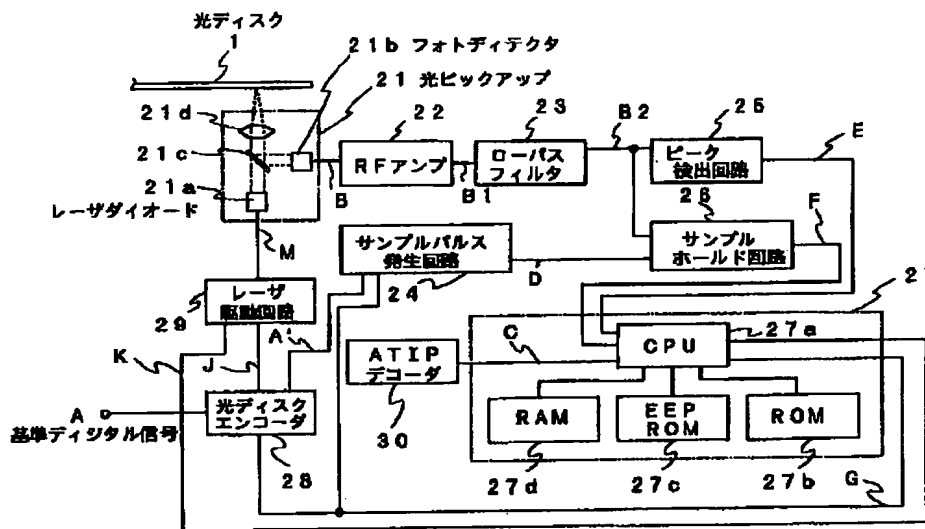 光ディスク
1
21b フォトディテクタ
21 光ピックアップ
21d
21c
21a
レーザダイオード
22
RFアンプ
B
B1
23
ローパス
フィルタ
B2
25
ピーク
検出回路
E
26
サンプル
ホールド回路
F
サンプルパルス
発生回路
24
D
M
レーザ
駆動回路
29
A'
K
J
A
基準ディジタル信号
光ディスク
エンコーダ
28
ATIP
デコーダ
30
C
CPU
27a
2
RAM
27d
EEP
ROM
27c
ROM
27b
G